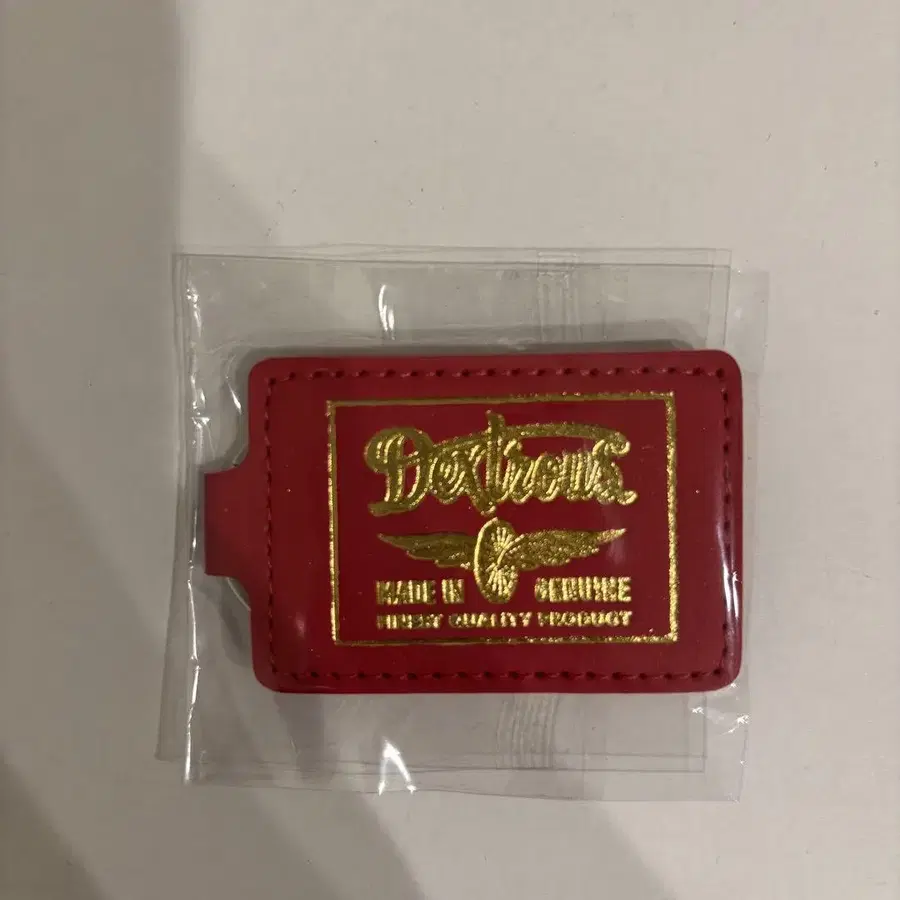 Dextrous
MADE IN GENUINE
FINEST QUALITY PRODUCT